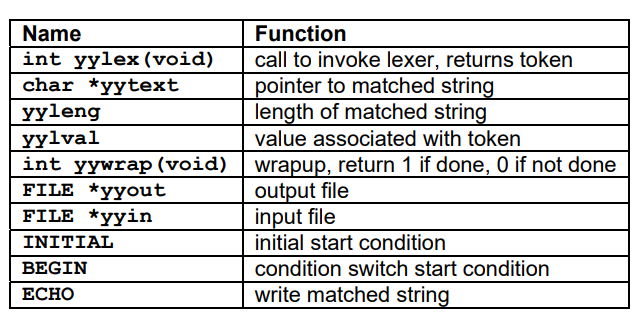 Name Function
int yylex(void) call to invoke lexer, returns token
char *yytext pointer to matched string
yyleng length of matched string
yylval value associated with token
int yywrap(void) wrapup, return 1 if done, 0 if not done
FILE *yyout output file
FILE *yyin input file
INITIAL initial start condition
BEGIN condition switch start condition
ECHO write matched string